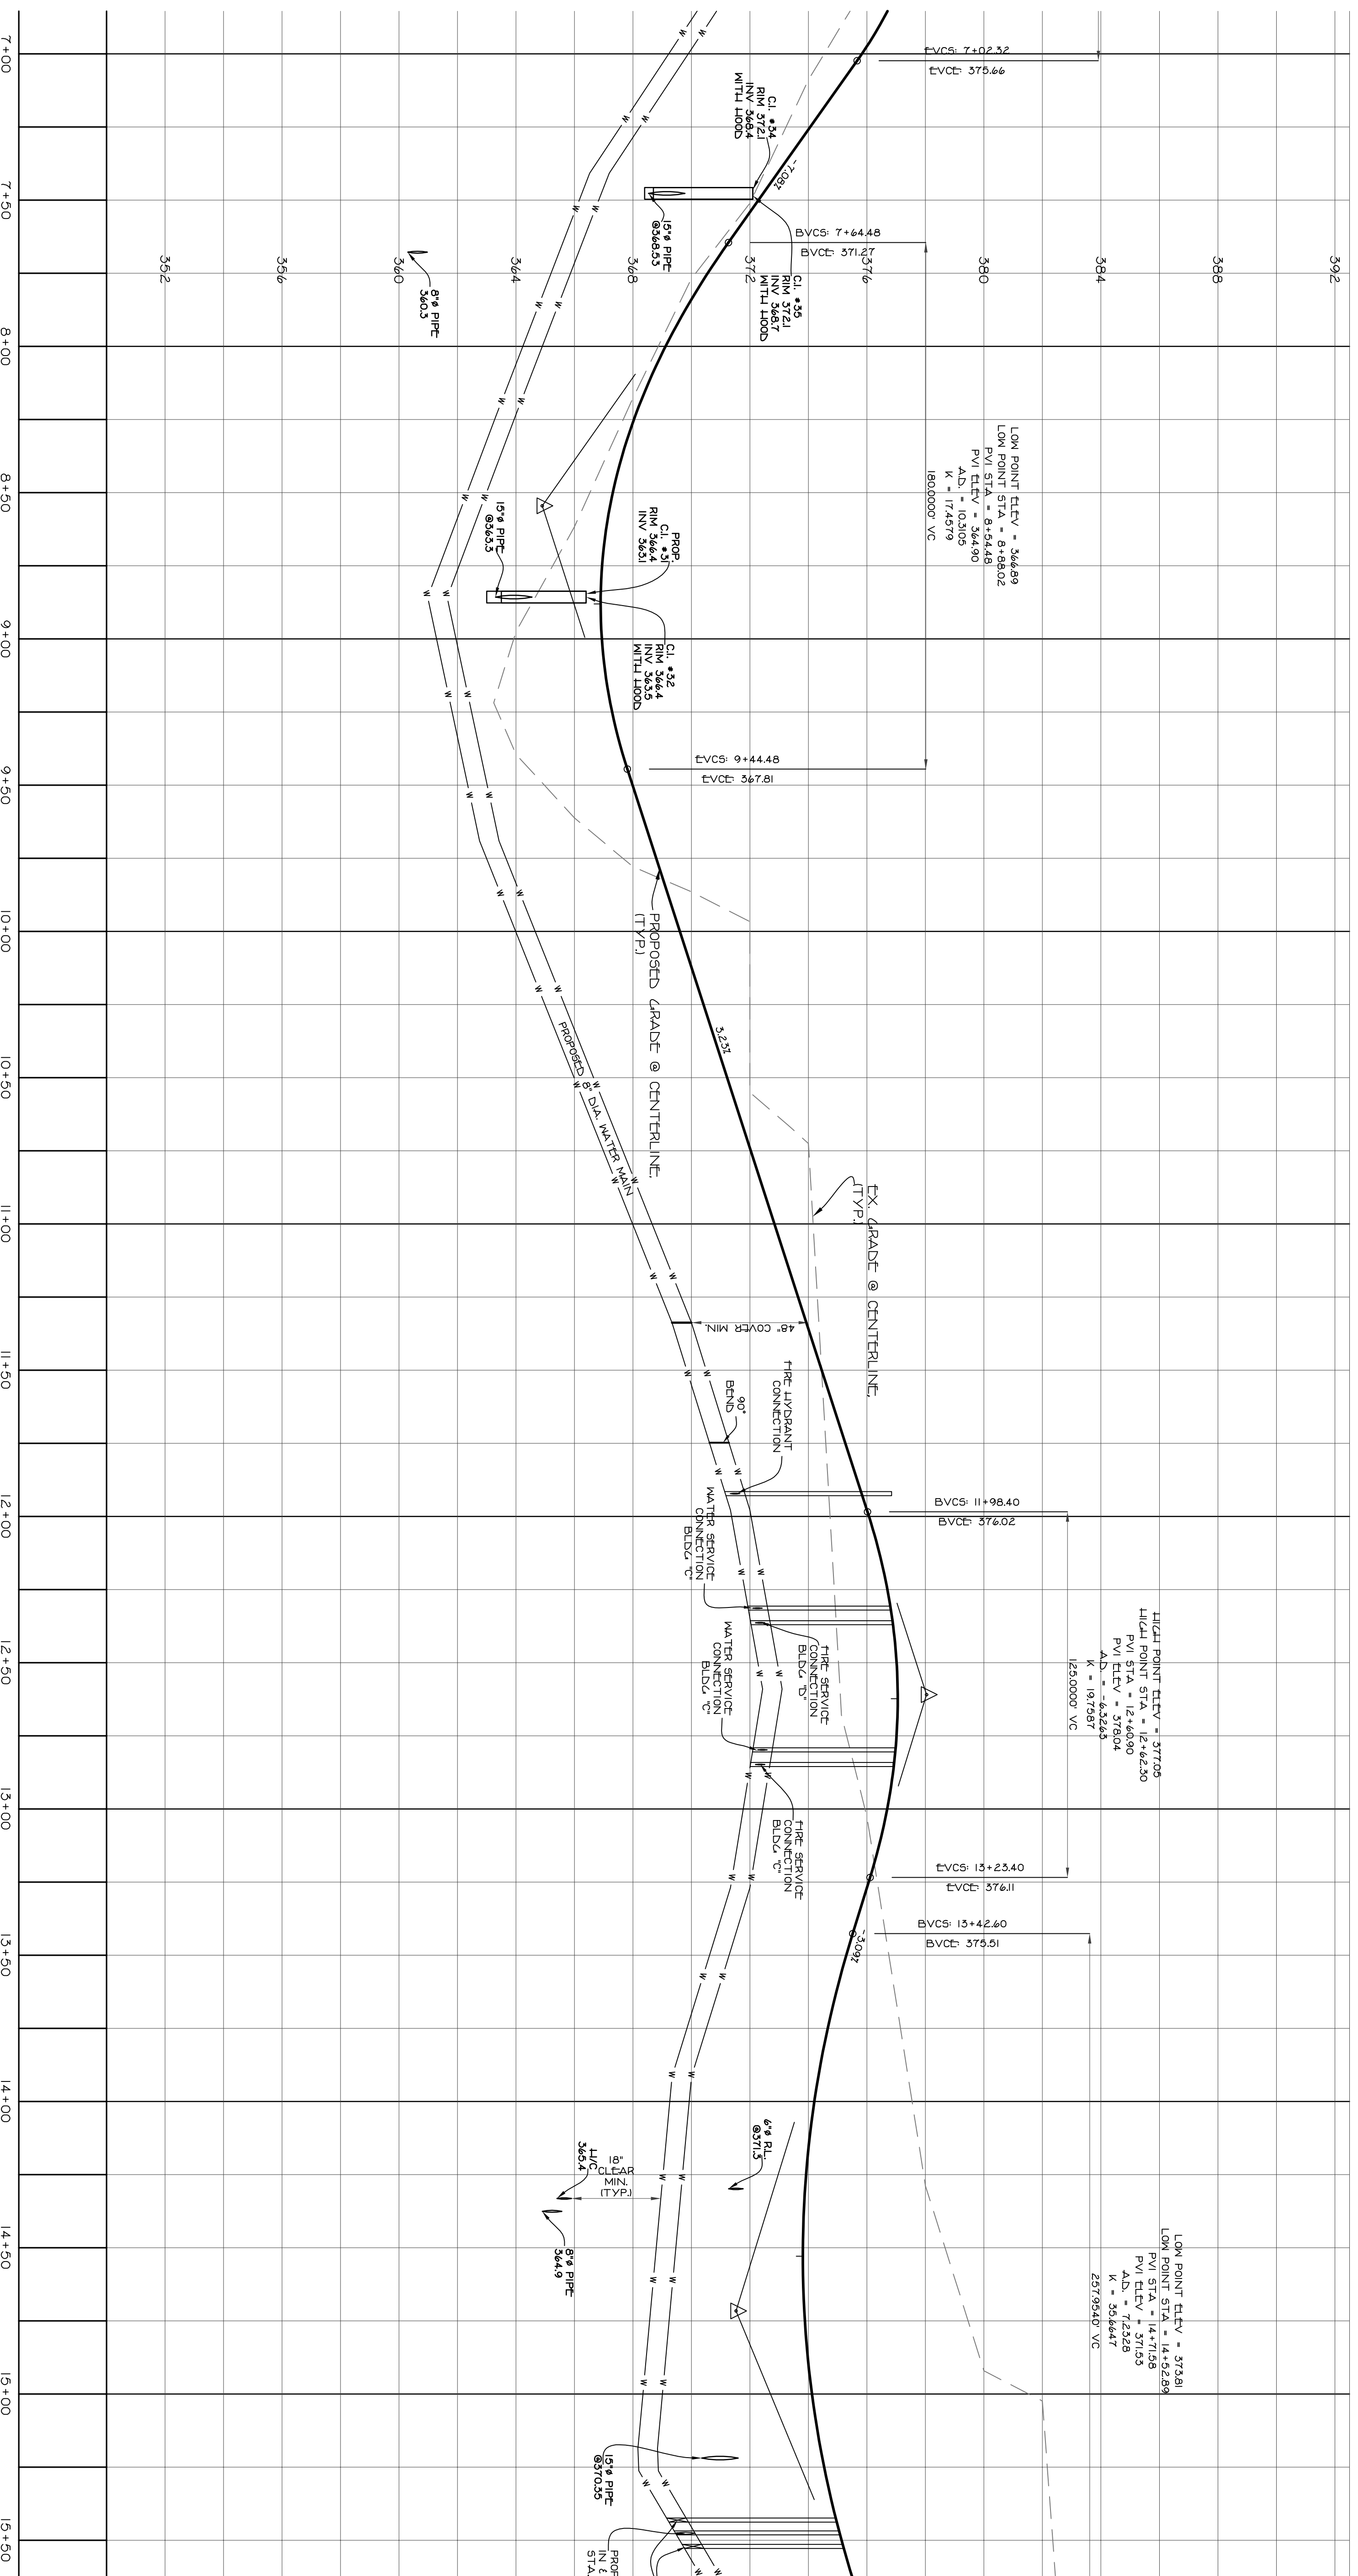 7+00
7+50
8+00
8+50
9+00
9+50
10+00
10+50
11+00
11+50
12+00
12+50
13+00
13+50
14+00
14+50
15+00
15+50
352
356
360
364
368
372
376
380
384
388
392
EVCS: 7+02.32
EVCE: 375.66
C.I. #34
RIM 372.1
INV 368.4
WITH HOOD
-7.08%
15"ø PIPE
@368.53
BVCS: 7+64.48
BVCE: 371.27
C.I. #35
RIM 372.1
INV 368.7
WITH HOOD
8"ø PIPE
360.3
LOW POINT ELEV = 366.89
LOW POINT STA = 8+88.02
PVI STA = 8+54.48
PVI ELEV = 364.90
A.D. = 10.3105
K = 17.4579
180.0000' VC
15"ø PIPE
@363.3
PROP.
C.I. #31
RIM 366.4
INV 363.1
C.I. #32
RIM 366.4
INV 363.5
WITH HOOD
EVCS: 9+44.48
EVCE: 367.81
PROPOSED GRADE @ CENTERLINE,
(TYP.)
3.23%
PROPOSED 8" DIA. WATER MAIN
EX. GRADE @ CENTERLINE,
(TYP.)
48" COVER MIN.
90°
BEND
FIRE HYDRANT
CONNECTION
BVCS: 11+98.40
BVCE: 376.02
WATER SERVICE
CONNECTION
BLDG "C"
FIRE SERVICE
CONNECTION
BLDG "D"
HIGH POINT ELEV = 377.05
HIGH POINT STA = 12+62.30
PVI STA = 12+60.90
PVI ELEV = 378.04
A.D. = -6.3263
K = 19.7587
125.0000' VC
WATER SERVICE
CONNECTION
BLDG "C"
FIRE SERVICE
CONNECTION
BLDG "C"
EVCS: 13+23.40
EVCE: 376.11
BVCS: 13+42.60
BVCE: 375.51
-3.09%
6"ø R.L.
@371.3
H/C
365.4
18"
CLEAR
MIN.
(TYP.)
8"ø PIPE
364.9
LOW POINT ELEV = 373.81
LOW POINT STA = 14+52.89
PVI STA = 14+71.58
PVI ELEV = 371.53
A.D. = 7.2328
K = 35.6647
257.9540' VC
15"ø PIPE
@370.35